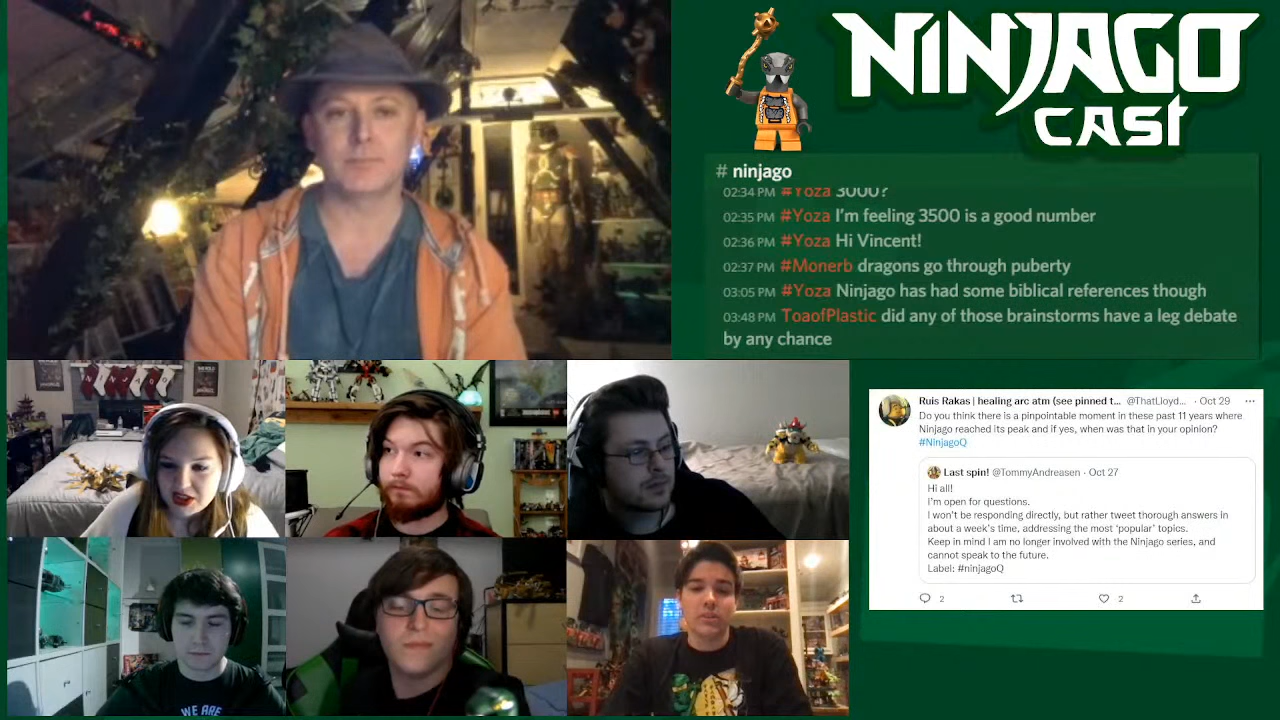 NINJAGO
CAST
# ninjago
02:34 PM #Yoza 3000?
02:35 PM #Yoza I'm feeling 3500 is a good number
02:36 PM #Yoza Hi Vincent!
02:37 PM #Monerb dragons go through puberty
03:05 PM #Yoza Ninjago has had some biblical references though
03:48 PM ToaofPlastic did any of those brainstorms have a leg debate
by any chance
Ruis Rakas | healing arc atm (see pinned t... @ThatLloyd... · Oct 29
Do you think there is a pinpointable moment in these past 11 years where
Ninjago reached its peak and if yes, when was that in your opinion?
#NinjagoQ
Last spin! @TommyAndreasen · Oct 27
Hi all!
I'm open for questions.
I won't be responding directly, but rather tweet thorough answers in
about a week's time, addressing the most 'popular' topics.
Keep in mind I am no longer involved with the Ninjago series, and
cannot speak to the future.
Label: #ninjagoQ
2 2
WE ARE